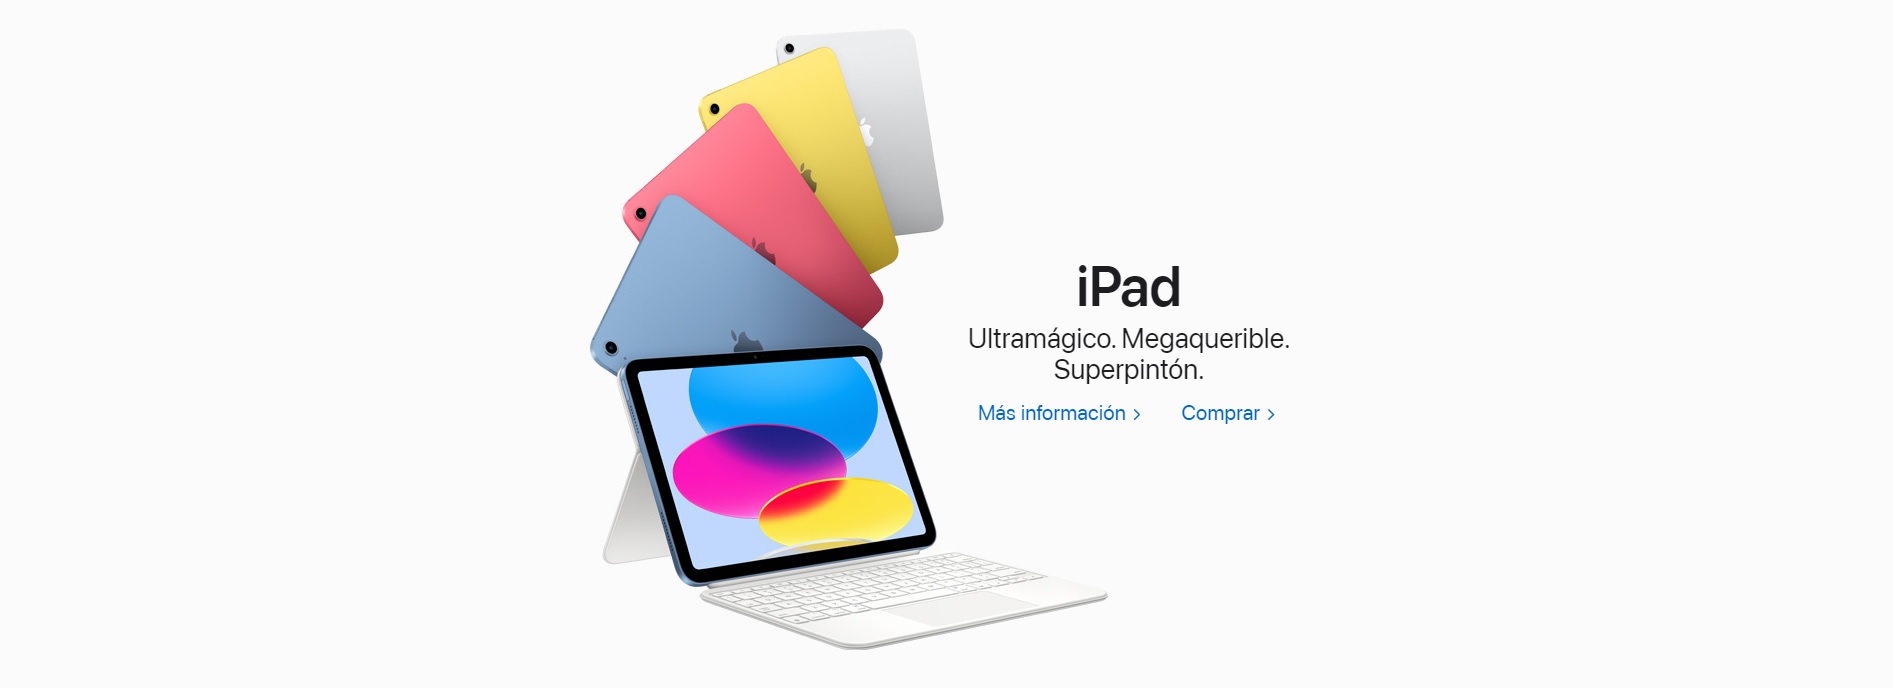 iPad
Ultramágico. Megaquerible.
Superpintón.
Más información >
Comprar >